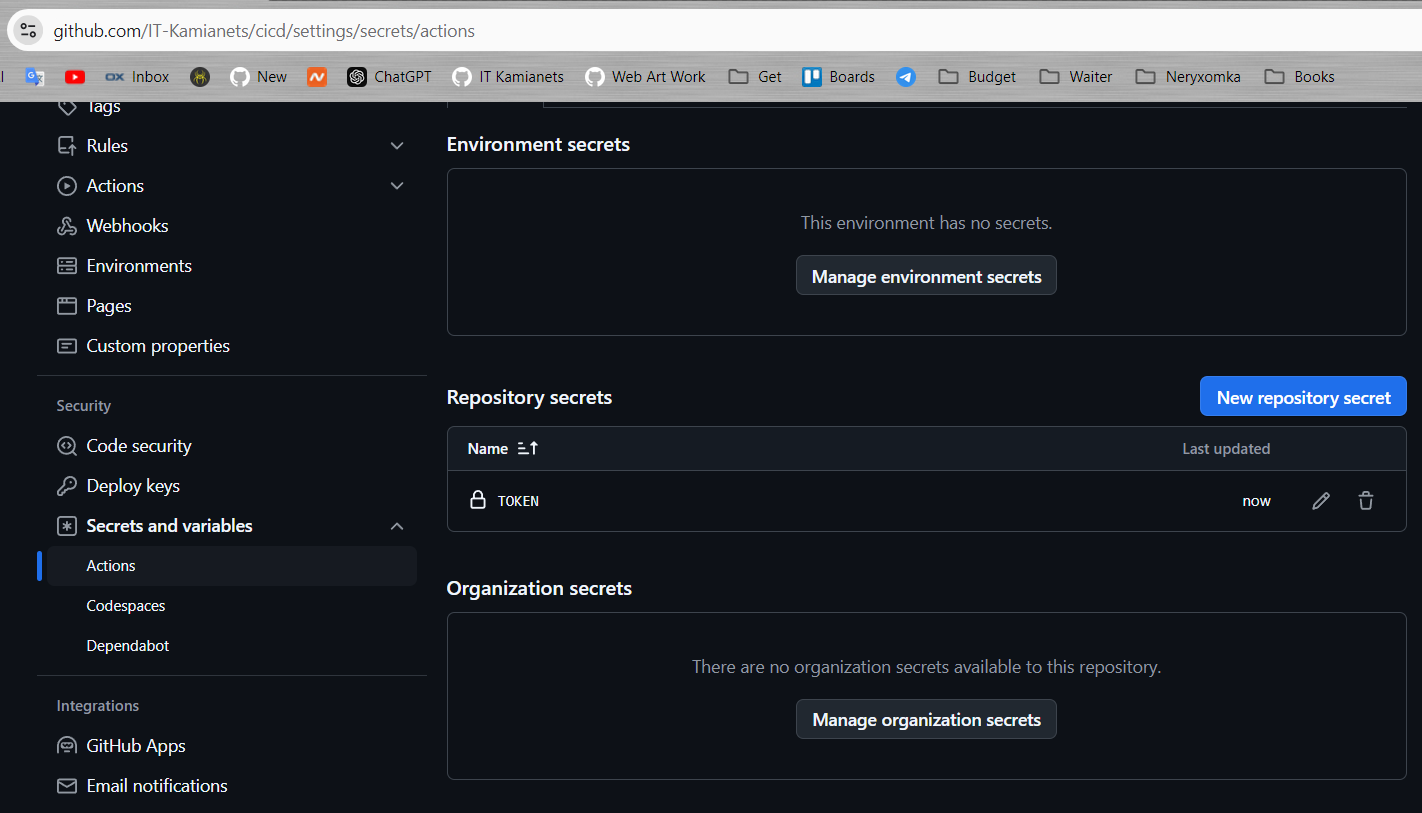 github.com/IT-Kamianets/cicd/settings/secrets/actions
Inbox New ChatGPT IT Kamianets Web Art Work Get Boards Budget Waiter Neryxomka Books
Tags
Rules
Actions
Webhooks
Environments
Pages
Custom properties
Security
Code security
Deploy keys
Secrets and variables
Actions
Codespaces
Dependabot
Integrations
GitHub Apps
Email notifications
Environment secrets
This environment has no secrets.
Manage environment secrets
Repository secrets
New repository secret
Name Last updated
TOKEN now
Organization secrets
There are no organization secrets available to this repository.
Manage organization secrets